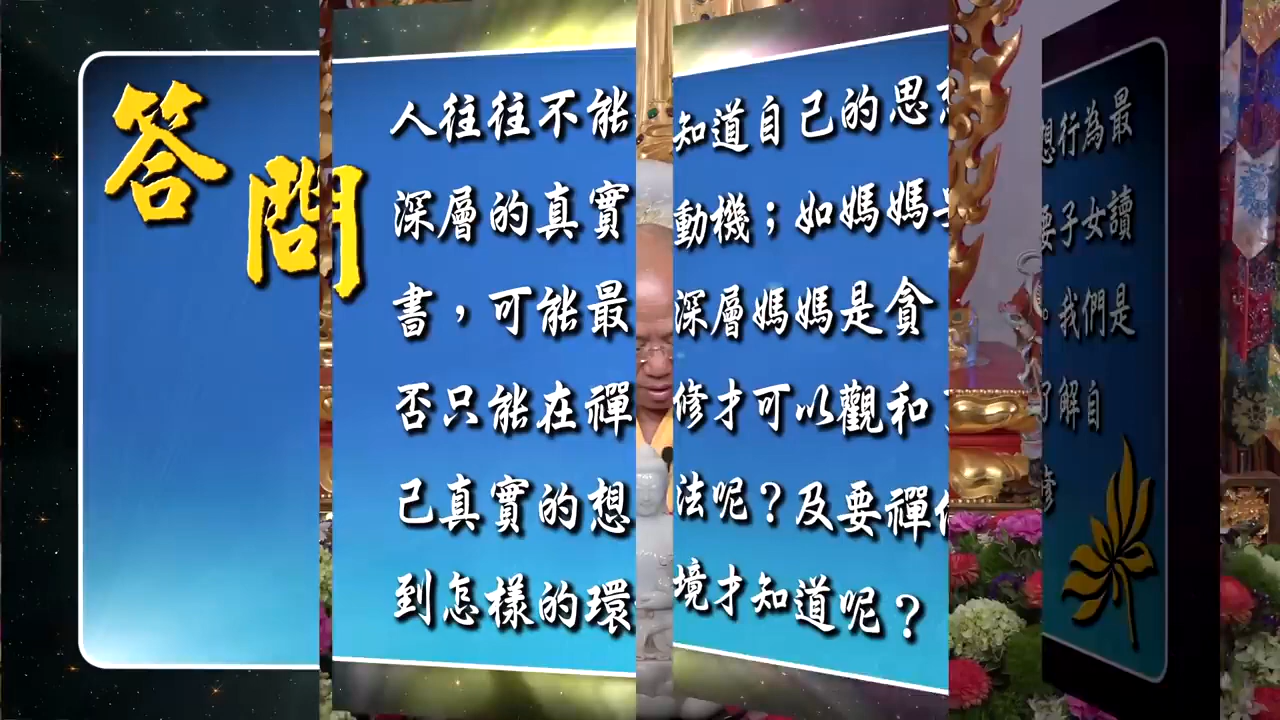 答問
人往往不能知道自己的思想行為最
深層的真實動機；如媽媽要子女讀
書，可能最深層媽媽是貪。我們是
否只能在禪修才可以觀和了解自
己真實的想法呢？及要禪修
到怎樣的環境才知道呢？